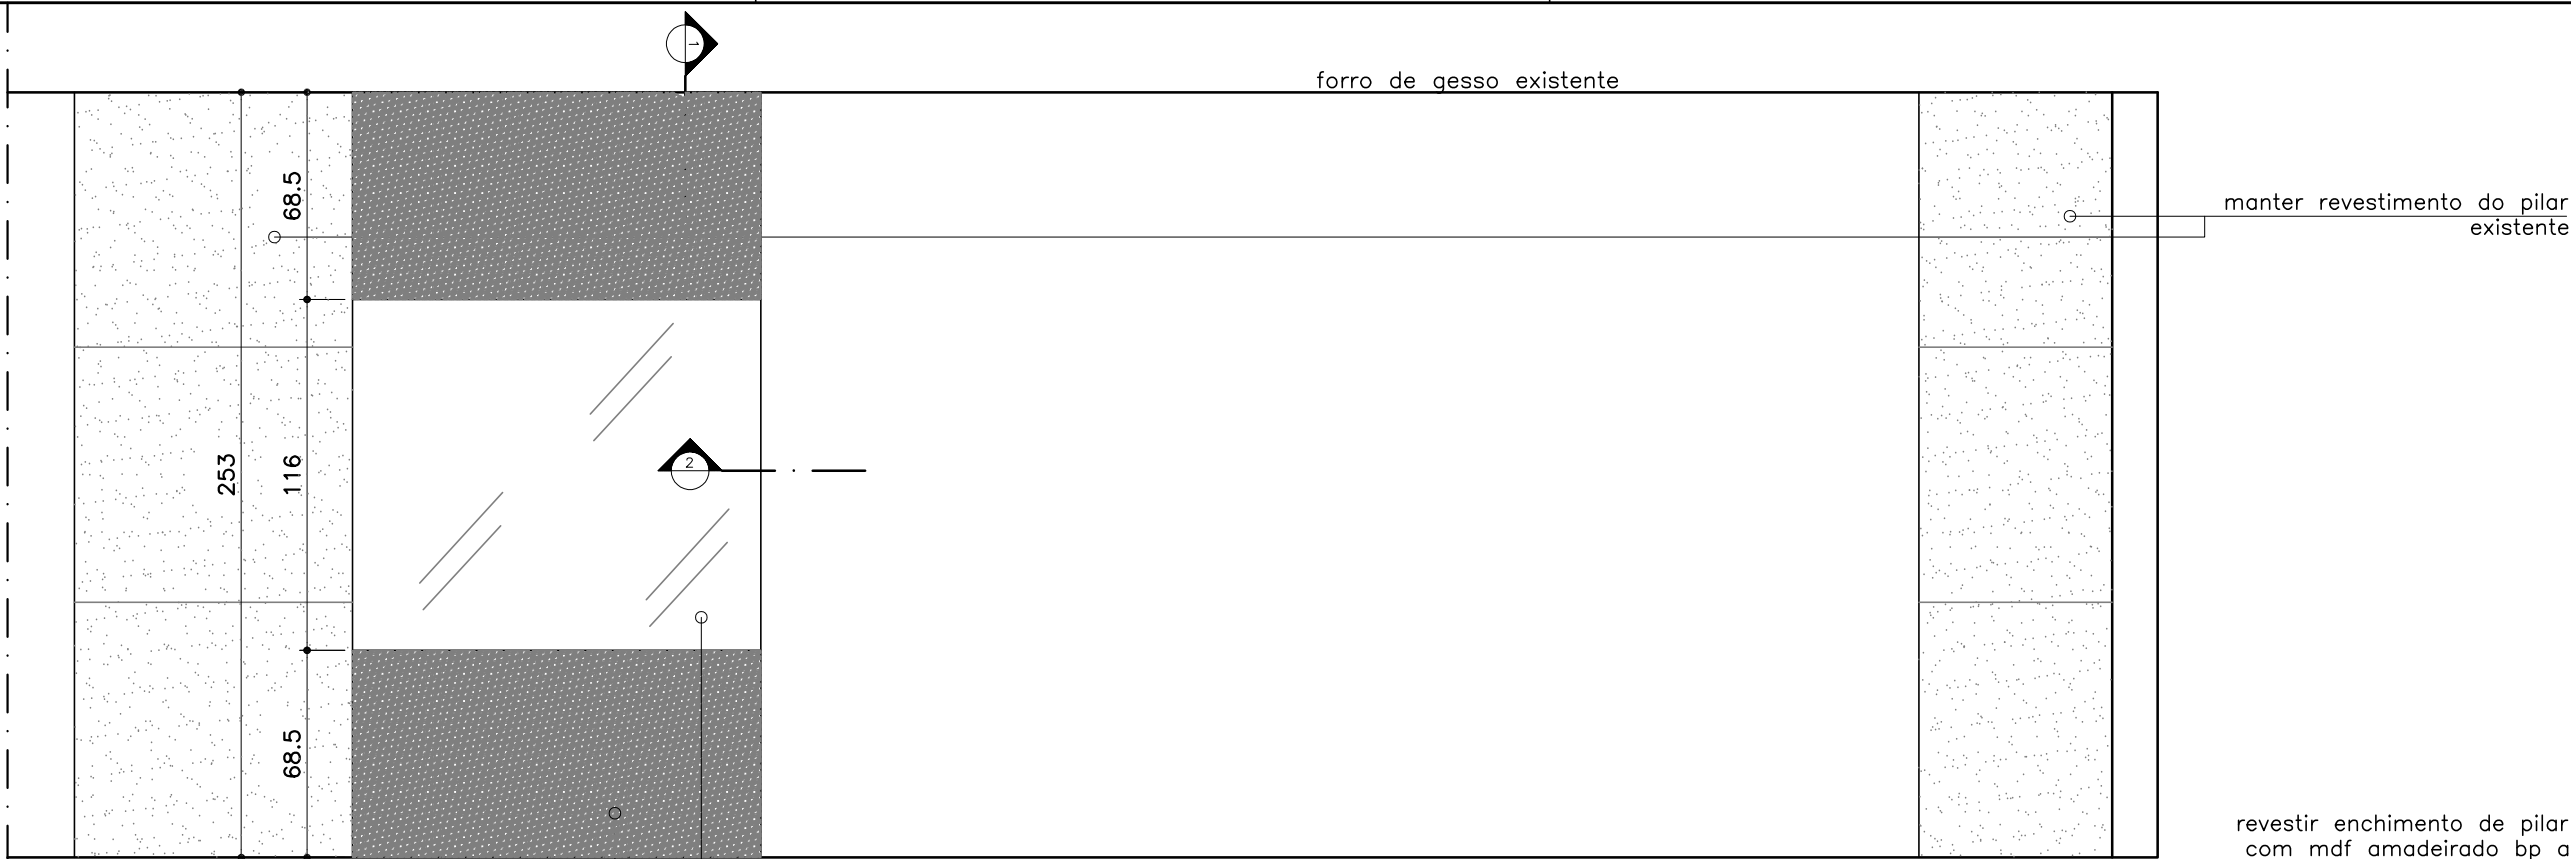 1
forro de gesso existente
68.5
manter revestimento do pilar
existente
253
116
2
68.5
revestir enchimento de pilar
com mdf amadeirado bp a